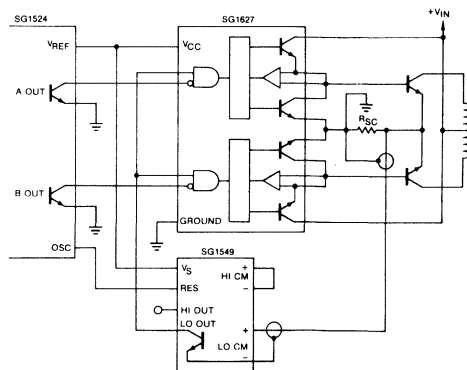 SG1524
SG1627
+VIN
VREF
VCC
A OUT
RSC
B OUT
GROUND
OSC
SG1549
VS
+
RES
HI CM
−
HI OUT
LO OUT
+
LO CM
−